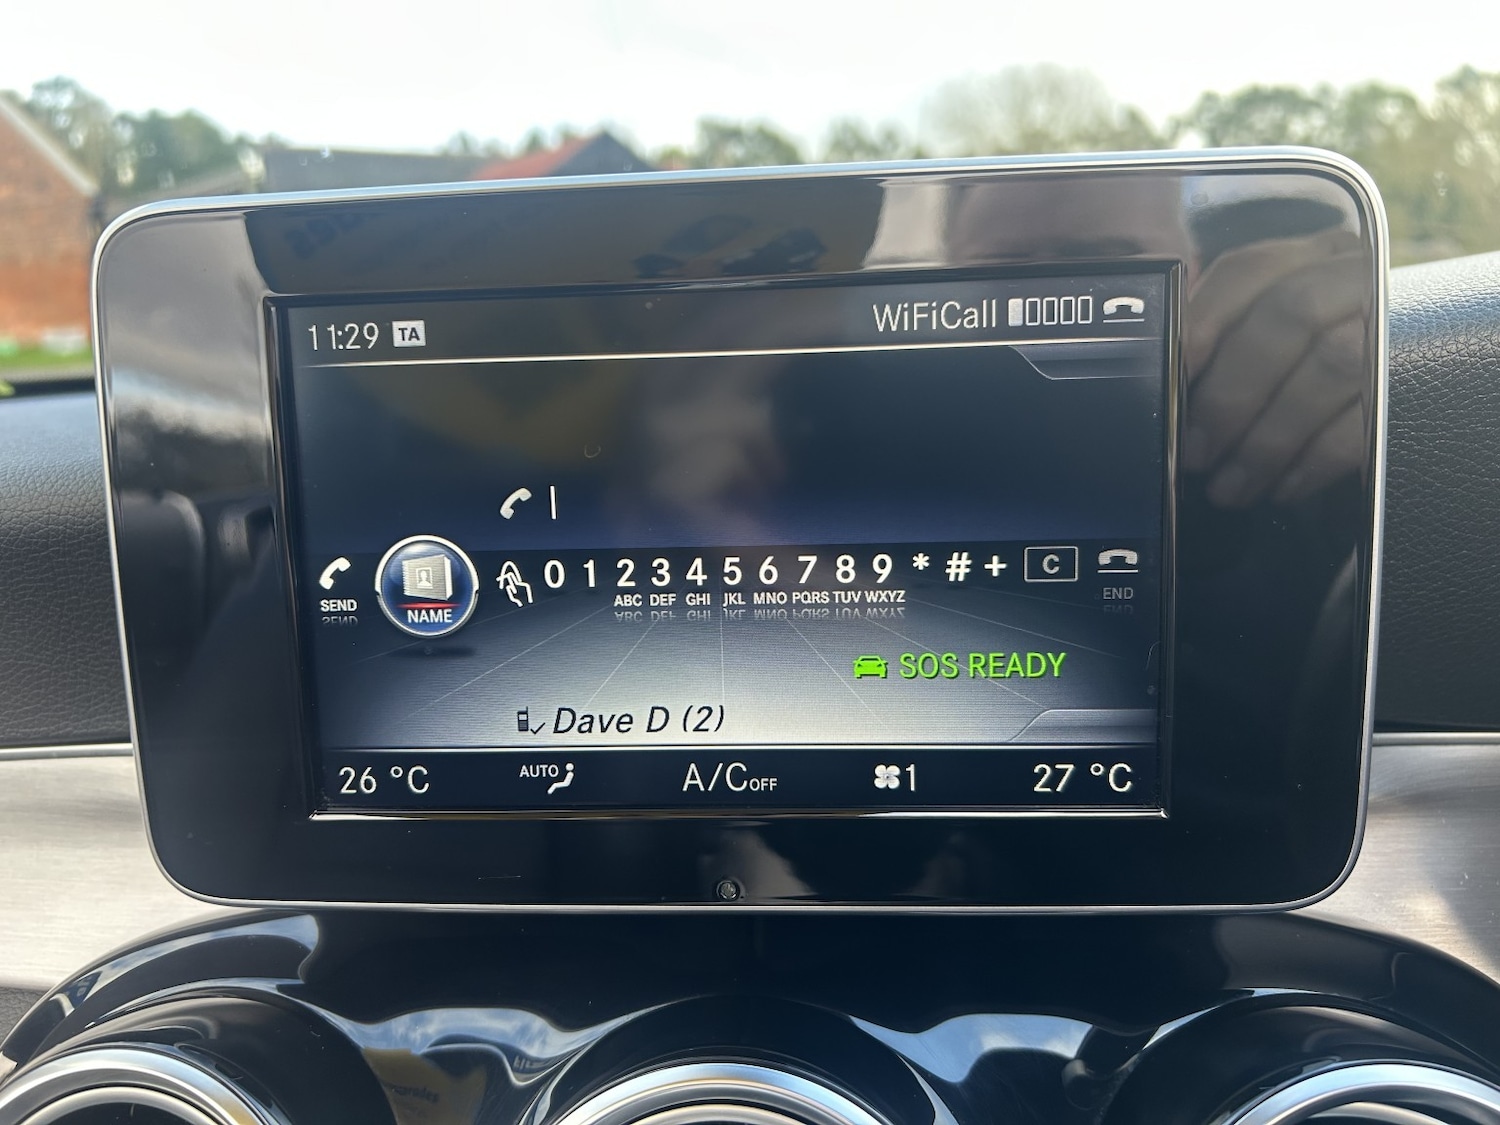 11:29 TA WiFiCall
SEND NAME 0 1 2 3 4 5 6 7 8 9 * # + C END
ABC DEF GHI JKL MNO PQRS TUV WXYZ
SOS READY
Dave D (2)
26 °C AUTO A/C OFF 1 27 °C